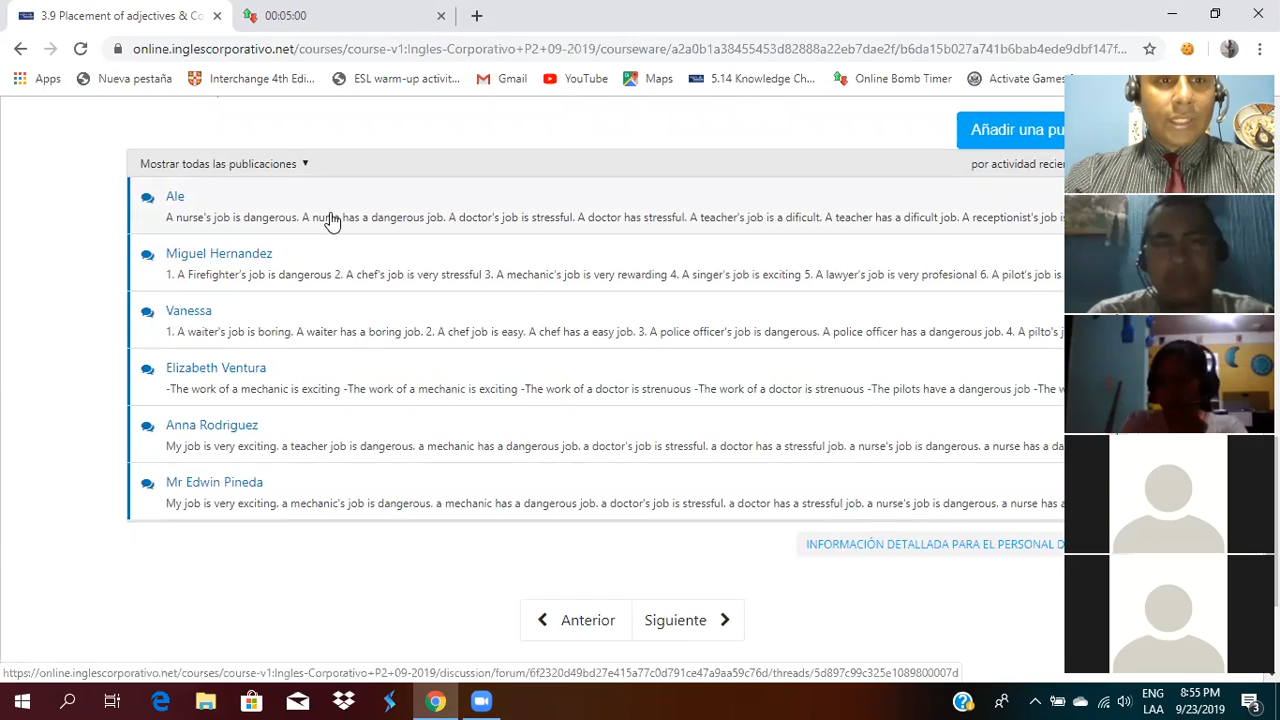 3.9 Placement of adjectives & Co
00:05:00
online.inglescorporativo.net/courses/course-v1:Ingles-Corporativo+P2+09-2019/courseware/a2a0b1a38455453d82888a22eb7dae2f/b6da15b027a741b6bab4ede9dbf147f...
Apps
Nueva pestaña
Interchange 4th Edi...
ESL warm-up activit...
Gmail
YouTube
Maps
5.14 Knowledge Ch...
Online Bomb Timer
Activate Games
Añadir una pu
Mostrar todas las publicaciones
por actividad recien
Ale
A nurse's job is dangerous. A nurse has a dangerous job. A doctor's job is stressful. A doctor has stressful. A teacher's job is a dificult. A teacher has a dificult job. A receptionist's job is
Miguel Hernandez
1. A Firefighter's job is dangerous 2. A chef's job is very stressful 3. A mechanic's job is very rewarding 4. A singer's job is exciting 5. A lawyer's job is very profesional 6. A pilot's job is
Vanessa
1. A waiter's job is boring. A waiter has a boring job. 2. A chef job is easy. A chef has a easy job. 3. A police officer's job is dangerous. A police officer has a dangerous job. 4. A pilto's job
Elizabeth Ventura
-The work of a mechanic is exciting -The work of a mechanic is exciting -The work of a doctor is strenuous -The work of a doctor is strenuous -The pilots have a dangerous job -The w
Anna Rodriguez
My job is very exciting. a teacher job is dangerous. a mechanic has a dangerous job. a doctor's job is stressful. a doctor has a stressful job. a nurse's job is dangerous. a nurse has a da
Mr Edwin Pineda
My job is very exciting. a mechanic's job is dangerous. a mechanic has a dangerous job. a doctor's job is stressful. a doctor has a stressful job. a nurse's job is dangerous. a nurse has a
INFORMACIÓN DETALLADA PARA EL PERSONAL D
Anterior
Siguiente
https://online.inglescorporativo.net/courses/course-v1:Ingles-Corporativo+P2+09-2019/discussion/forum/6f2320d49bd27e415a77c0d791ce47a9aa59c76d/threads/5d897c99c325e1089800007d
ENG
8:55 PM
LAA
9/23/2019
3